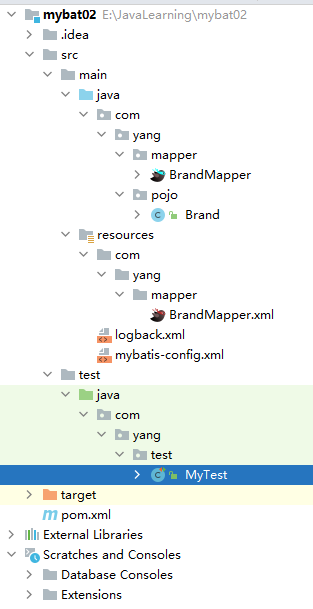 mybat02 E:\JavaLearning\mybat02
.idea
src
main
java
com
yang
mapper
BrandMapper
pojo
Brand
resources
com
yang
mapper
BrandMapper.xml
logback.xml
mybatis-config.xml
test
java
com
yang
test
MyTest
target
pom.xml
External Libraries
Scratches and Consoles
Database Consoles
Extensions